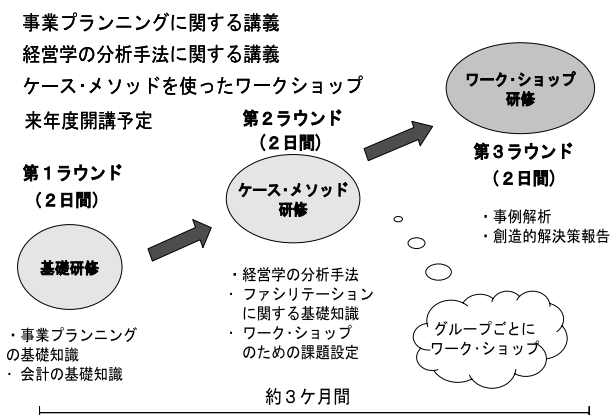 事業プランニングに関する講義
経営学の分析手法に関する講義
ケース・メソッドを使ったワークショップ
来年度開講予定
第1ラウンド
（2日間）
基礎研修
・事業プランニング
の基礎知識
・会計の基礎知識
第2ラウンド
（2日間）
ケース・メソッド
研修
・経営学の分析手法
・ファシリテーション
に関する基礎知識
・ワーク・ショップ
のための課題設定
ワーク・ショップ
研修
第3ラウンド
（2日間）
・事例解析
・創造的解決策報告
グループごとに
ワーク・ショップ
約3ケ月間